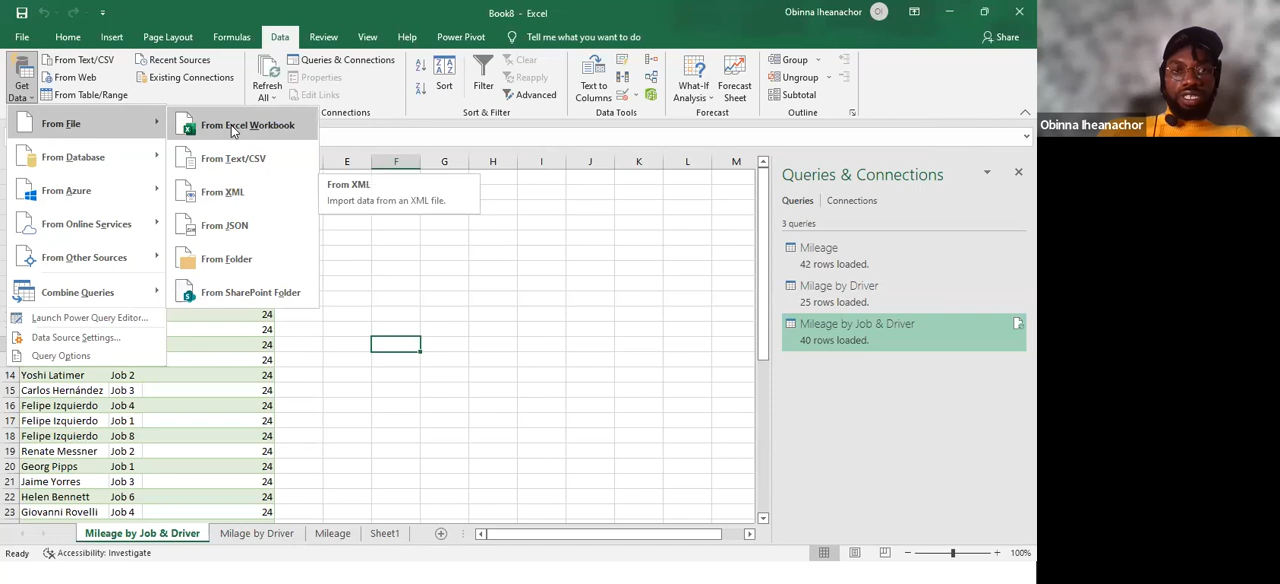 Book8 - Excel
Obinna Iheanachor
OI
File
Home
Insert
Page Layout
Formulas
Data
Review
View
Help
Power Pivot
Tell me what you want to do
Share
Get Data
From Text/CSV
From Web
From Table/Range
Recent Sources
Existing Connections
Refresh All
Queries & Connections
Properties
Edit Links
Connections
Sort
Filter
Clear
Reapply
Advanced
Sort & Filter
Text to Columns
Data Tools
What-If Analysis
Forecast Sheet
Forecast
Group
Ungroup
Subtotal
Outline
From File
From Database
From Azure
From Online Services
From Other Sources
Combine Queries
Launch Power Query Editor...
Data Source Settings...
Query Options
From Excel Workbook
From Text/CSV
From XML
From JSON
From Folder
From SharePoint Folder
From XML
Import data from an XML file.
E F G H I J K L M
24
24
24
24
14 Yoshi Latimer Job 2 24
15 Carlos Hernández Job 3 24
16 Felipe Izquierdo Job 4 24
17 Felipe Izquierdo Job 1 24
18 Felipe Izquierdo Job 8 24
19 Renate Messner Job 2 24
20 Georg Pipps Job 1 24
21 Jaime Yorres Job 3 24
22 Helen Bennett Job 6 24
23 Giovanni Rovelli Job 4 24
Mileage by Job & Driver
Milage by Driver
Mileage
Sheet1
Ready
Accessibility: Investigate
100%
Queries & Connections
Queries
Connections
3 queries
Mileage
42 rows loaded.
Milage by Driver
25 rows loaded.
Mileage by Job & Driver
40 rows loaded.
Obinna Iheanachor